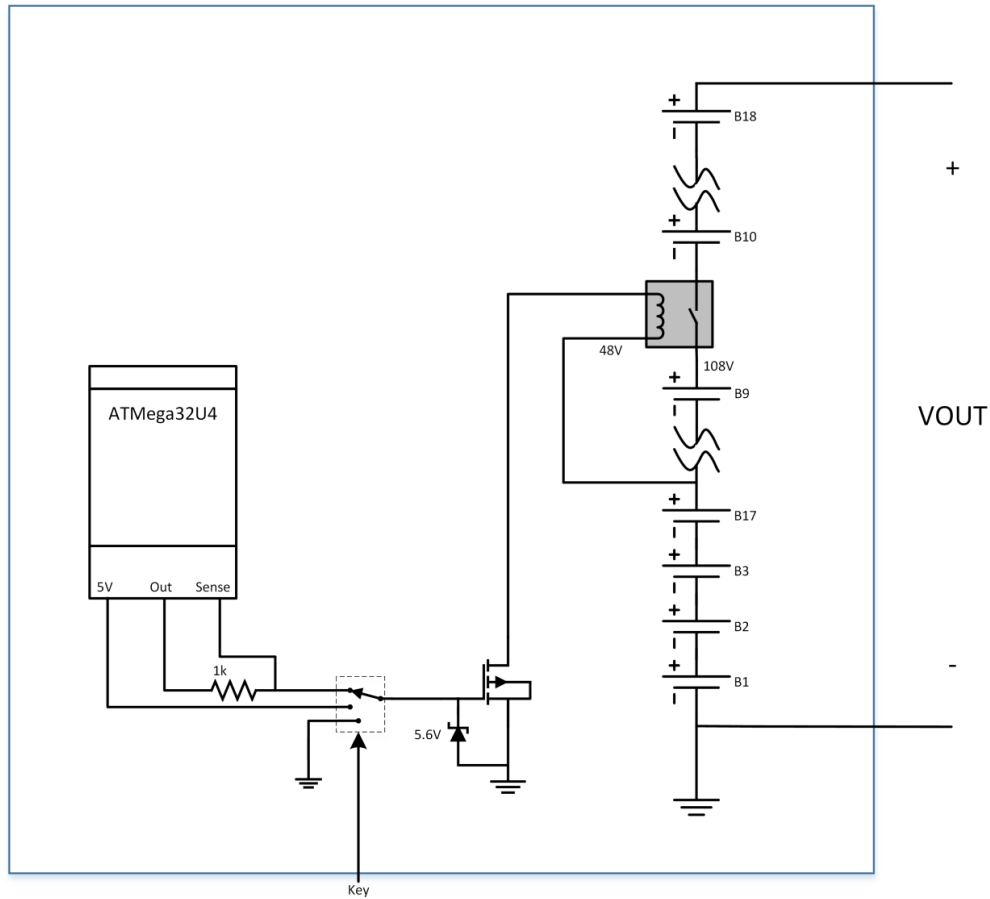 +
B18
+
+
B10
48V
108V
+
B9
ATMega32U4
VOUT
+
B17
5V Out Sense
+
B3
+
B2
1k
+
B1
-
5.6V
Key